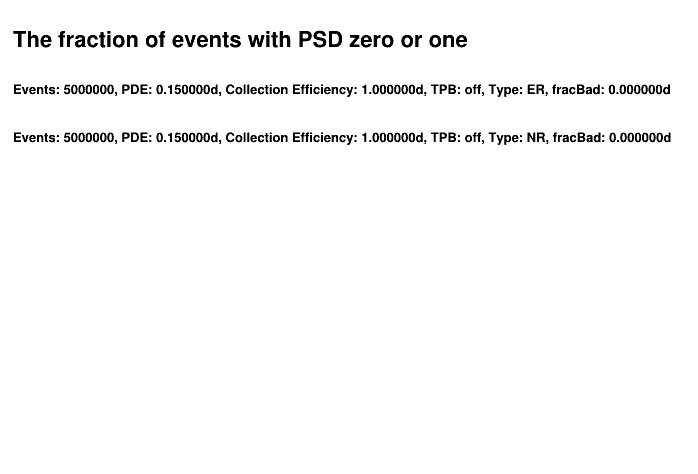 The fraction of events with PSD zero or one
Events: 5000000, PDE: 0.150000d, Collection Efficiency: 1.000000d, TPB: off, Type: ER, fracBad: 0.000000d
Events: 5000000, PDE: 0.150000d, Collection Efficiency: 1.000000d, TPB: off, Type: NR, fracBad: 0.000000d